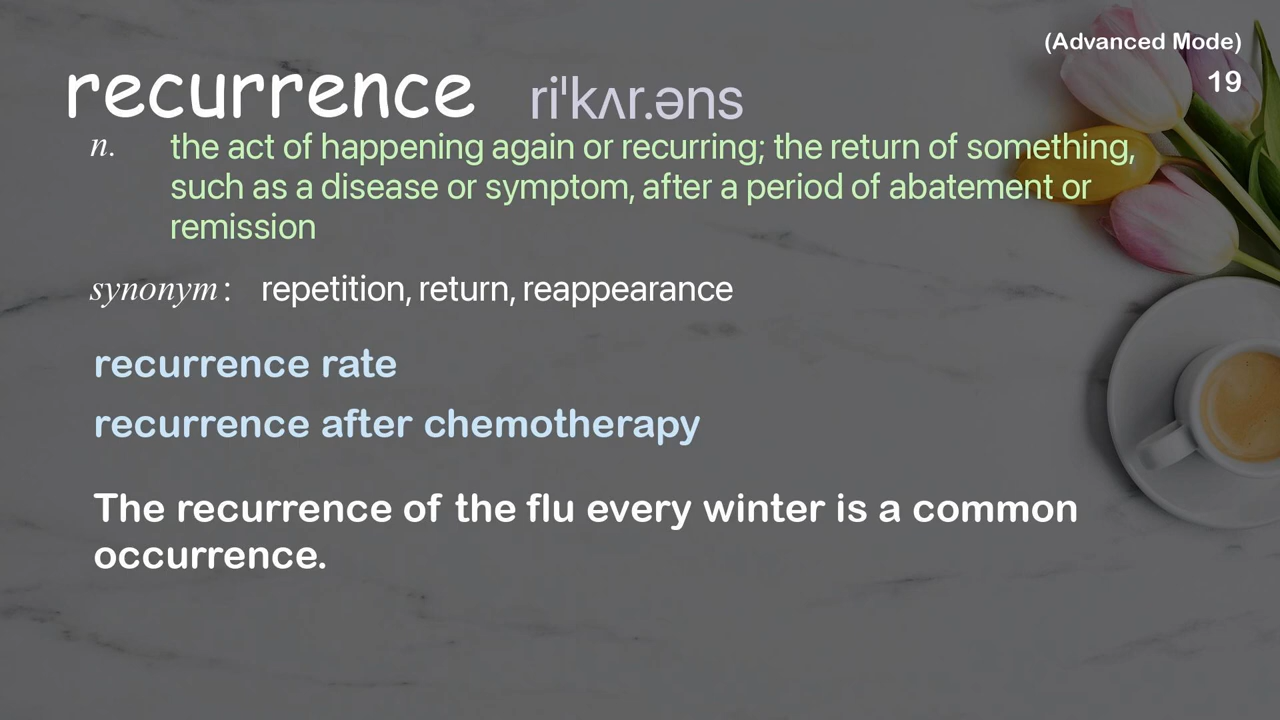 (Advanced Mode)
19
recurrence riˈkʌr.əns
n. the act of happening again or recurring; the return of something,
such as a disease or symptom, after a period of abatement or
remission
synonym: repetition, return, reappearance
recurrence rate
recurrence after chemotherapy
The recurrence of the flu every winter is a common
occurrence.